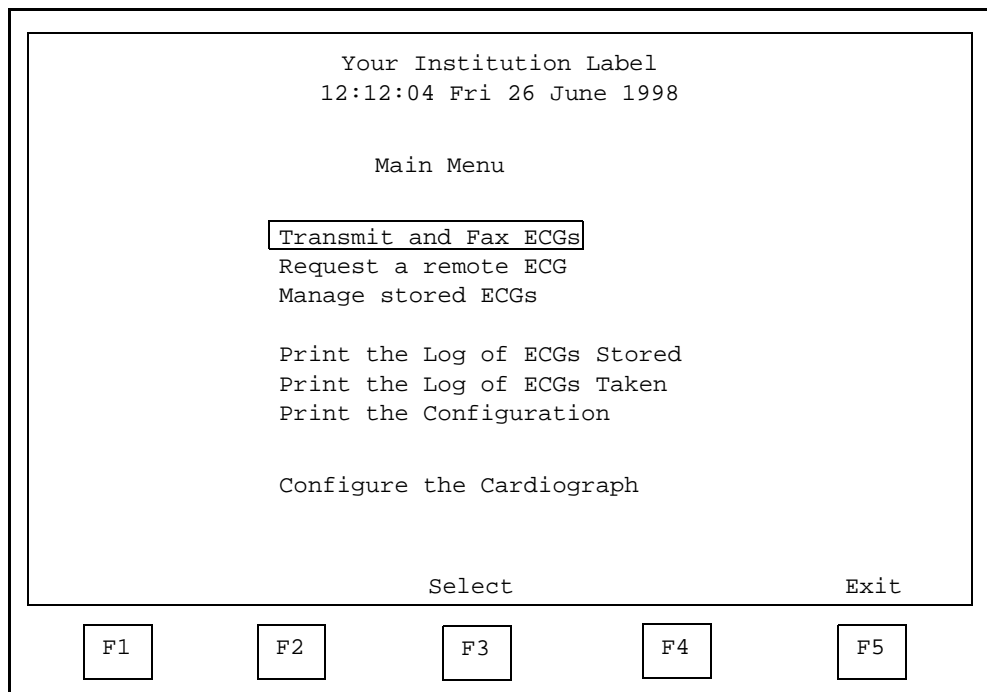 Your Institution Label
12:12:04 Fri 26 June 1998
Main Menu
Transmit and Fax ECGs
Request a remote ECG
Manage stored ECGs
Print the Log of ECGs Stored
Print the Log of ECGs Taken
Print the Configuration
Configure the Cardiograph
Select Exit
F1 F2 F3 F4 F5